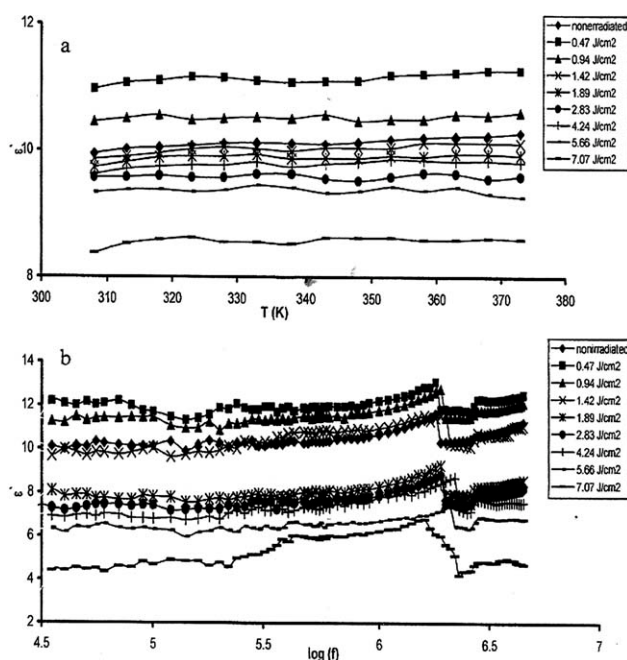 a
12
10
8
ε'
300 310 320 330 340 350 360 370 380
T (K)
nonerradiated
0.47 J/cm2
0.94 J/cm2
1.42 J/cm2
1.89 J/cm2
2.83 J/cm2
4.24 J/cm2
5.66 J/cm2
7.07 J/cm2
b
14
12
10
8
6
4
2
ε'
4.5 5 5.5 6 6.5 7
log (f)
nonirradiated
0.47 J/cm2
0.94 J/cm2
1.42 J/cm2
1.89 J/cm2
2.83 J/cm2
4.24 J/cm2
5.66 J/cm2
7.07 J/cm2